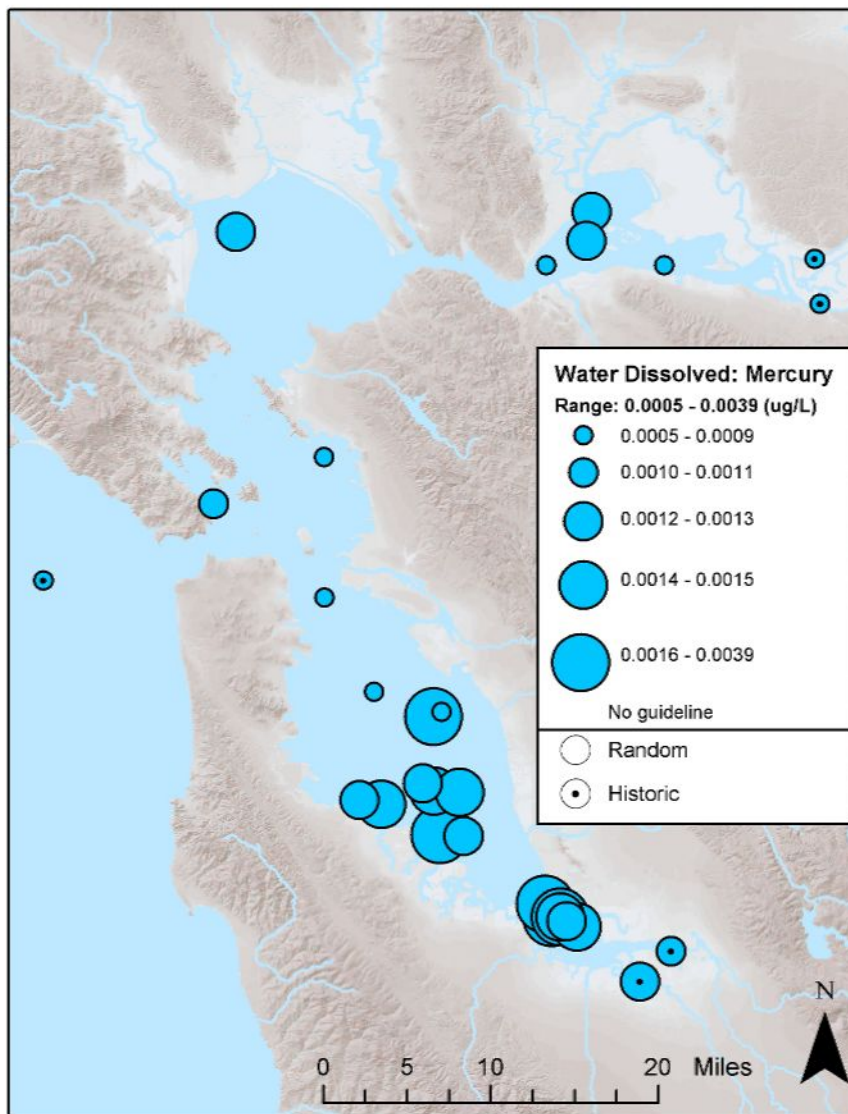 Water Dissolved: Mercury
Range: 0.0005 - 0.0039 (ug/L)
0.0005 - 0.0009
0.0010 - 0.0011
0.0012 - 0.0013
0.0014 - 0.0015
0.0016 - 0.0039
No guideline
Random
Historic
N
0 5 10 20 Miles